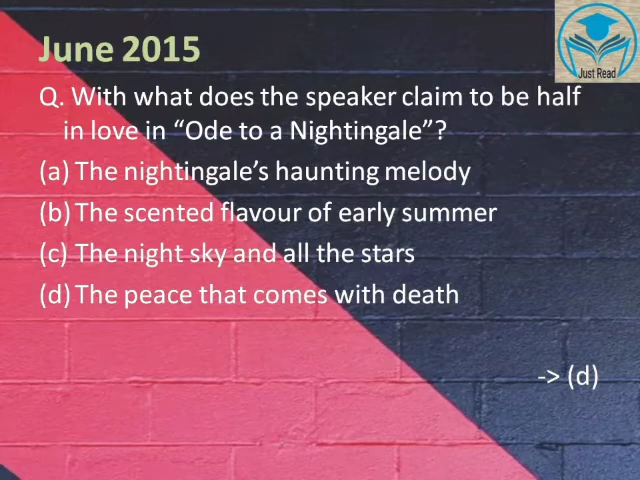 June 2015
Just Read
Q. With what does the speaker claim to be half
in love in “Ode to a Nightingale”?
(a) The nightingale’s haunting melody
(b) The scented flavour of early summer
(c) The night sky and all the stars
(d) The peace that comes with death
-> (d)